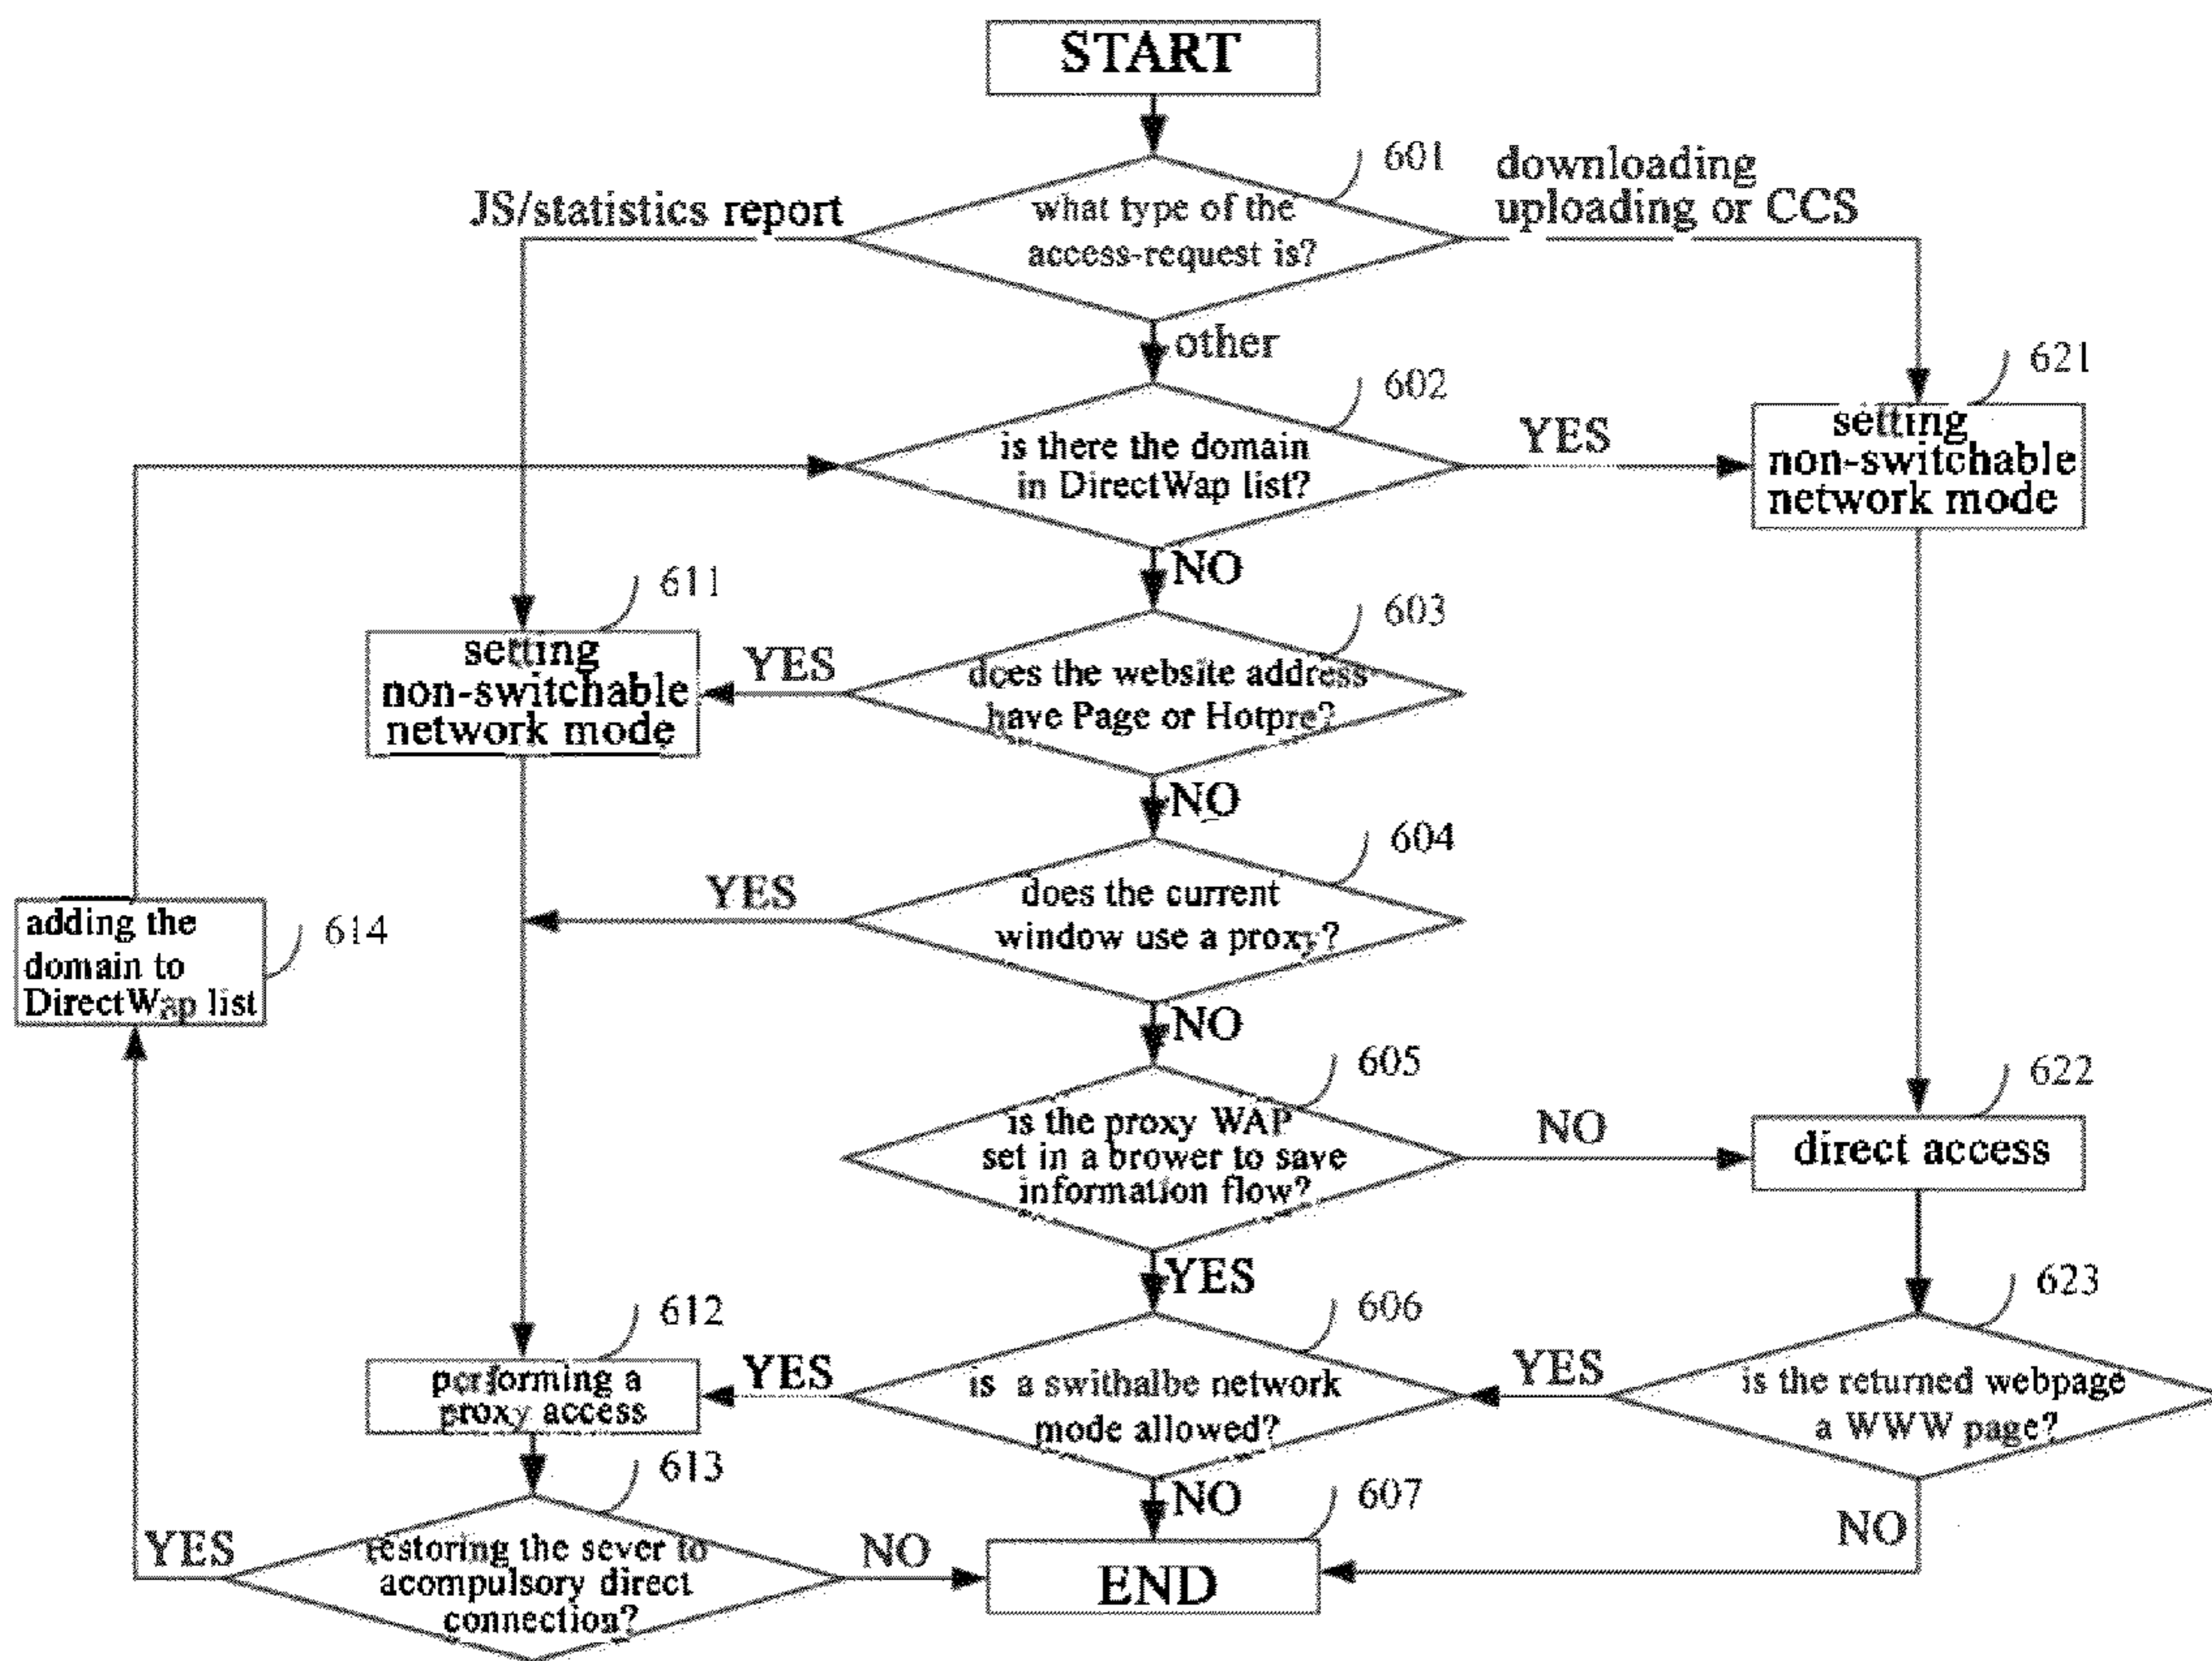 START
601
what type of the
access-request is?
JS/statistics report
downloading
uploading or CCS
other
602
is there the domain
in DirectWap list?
YES
621
setting
non-switchable
network mode
NO
611
setting
non-switchable
network mode
YES
603
does the website address
have Page or Hotpre?
NO
604
does the current
window use a proxy?
YES
adding the
domain to
DirectWap list
614
NO
605
is the proxy WAP
set in a brower to save
information flow?
NO
622
direct access
YES
612
performing a
proxy access
YES
606
is a swithalbe network
mode allowed?
YES
623
is the returned webpage
a WWW page?
613
restoring the sever to
acompulsory direct
connection?
YES
NO
NO
607
END
NO